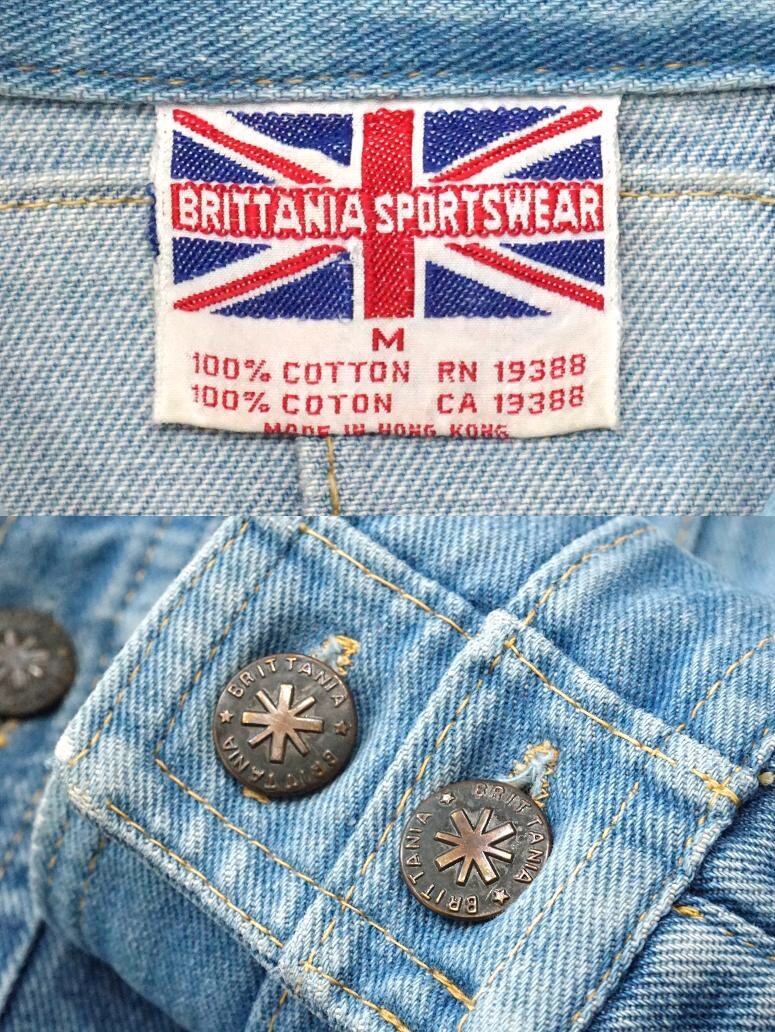 BRITTANIA SPORTSWEAR
M
100% COTTON RN 19388
100% COTON CA 19388
MADE IN HONG KONG
BRITTANIA ★ BRITTANIA ★
BRITTANIA ★ BRITTANIA ★